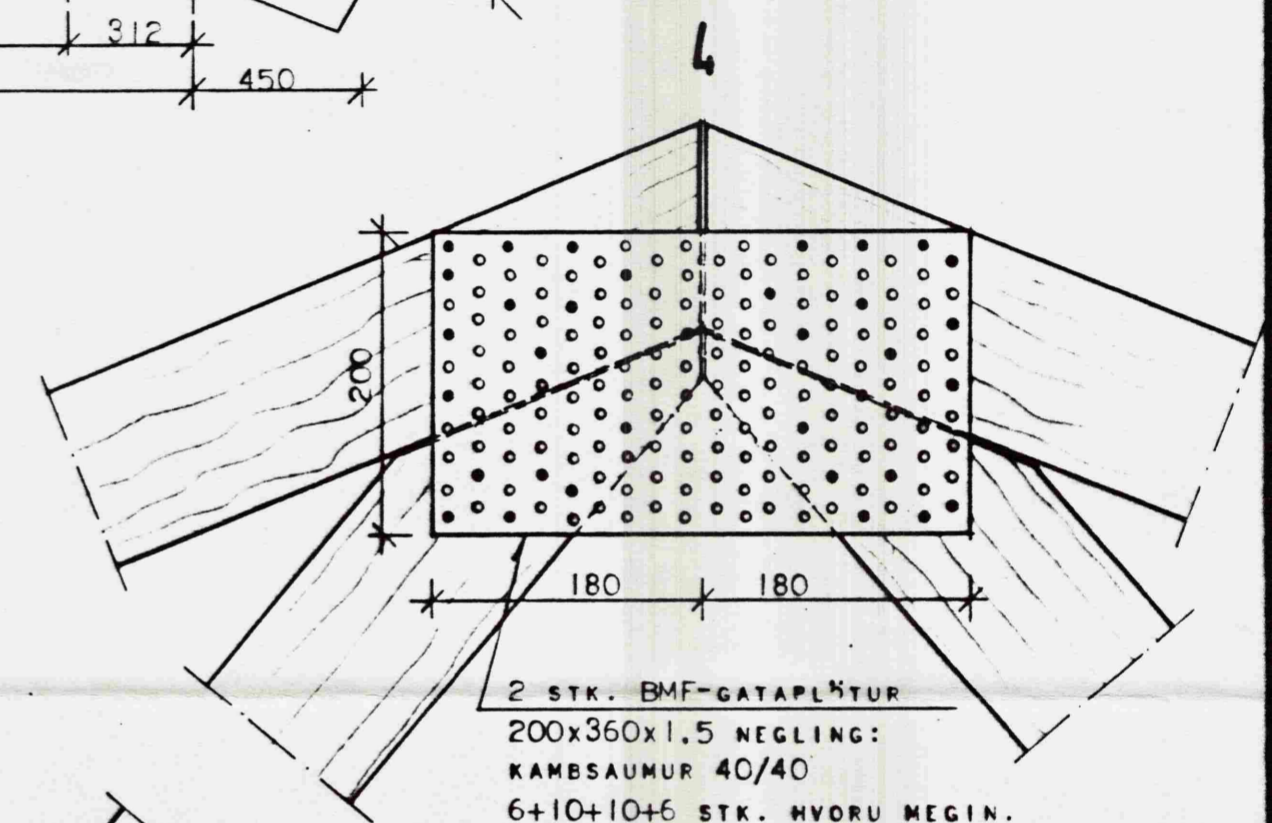 312
450
4
200
180 180
2 STK. BMF-GATAPLÖTUR
200x360x1.5 NEGLING:
KAMBSAUMUR 40/40
6+10+10+6 STK. HVORU MEGIN.